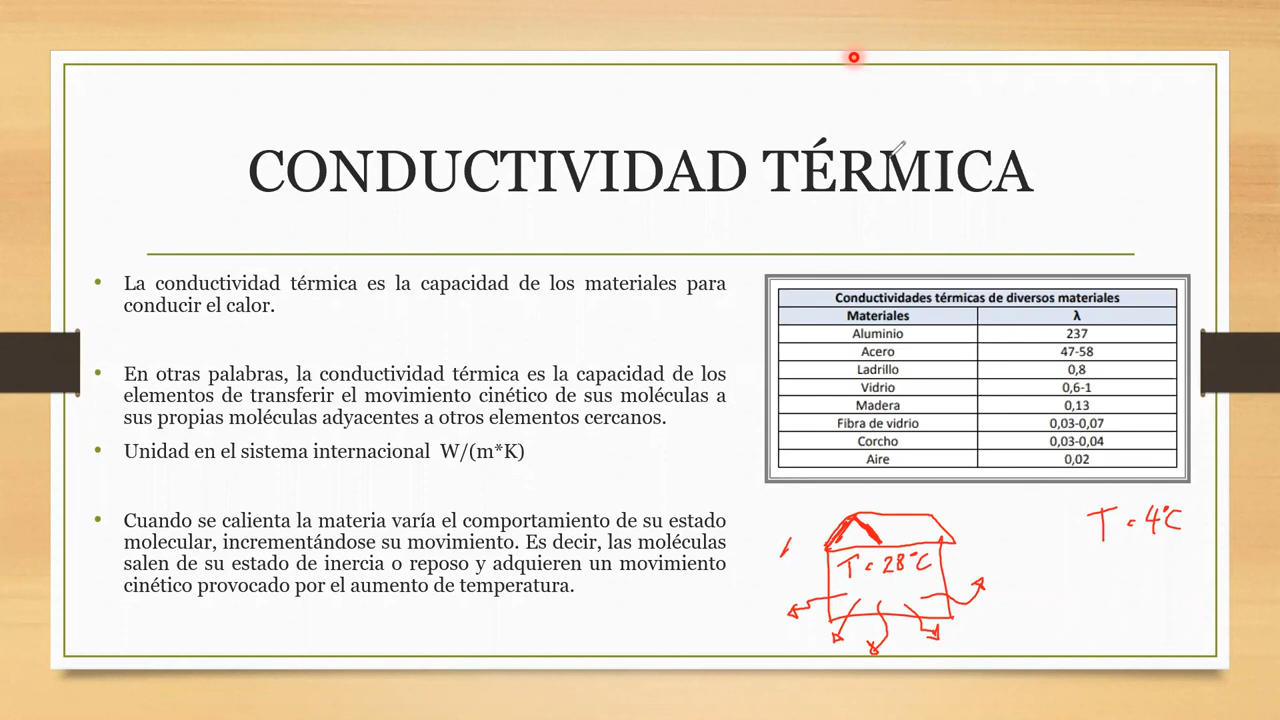 CONDUCTIVIDAD TÉRMICA
• La conductividad térmica es la capacidad de los materiales para
conducir el calor.
• En otras palabras, la conductividad térmica es la capacidad de los
elementos de transferir el movimiento cinético de sus moléculas a
sus propias moléculas adyacentes a otros elementos cercanos.
• Unidad en el sistema internacional W/(m*K)
• Cuando se calienta la materia varía el comportamiento de su estado
molecular, incrementándose su movimiento. Es decir, las moléculas
salen de su estado de inercia o reposo y adquieren un movimiento
cinético provocado por el aumento de temperatura.
Conductividades térmicas de diversos materiales
Materiales λ
Aluminio 237
Acero 47-58
Ladrillo 0,8
Vidrio 0,6-1
Madera 0,13
Fibra de vidrio 0,03-0,07
Corcho 0,03-0,04
Aire 0,02
T = 4°C
T = 28°C